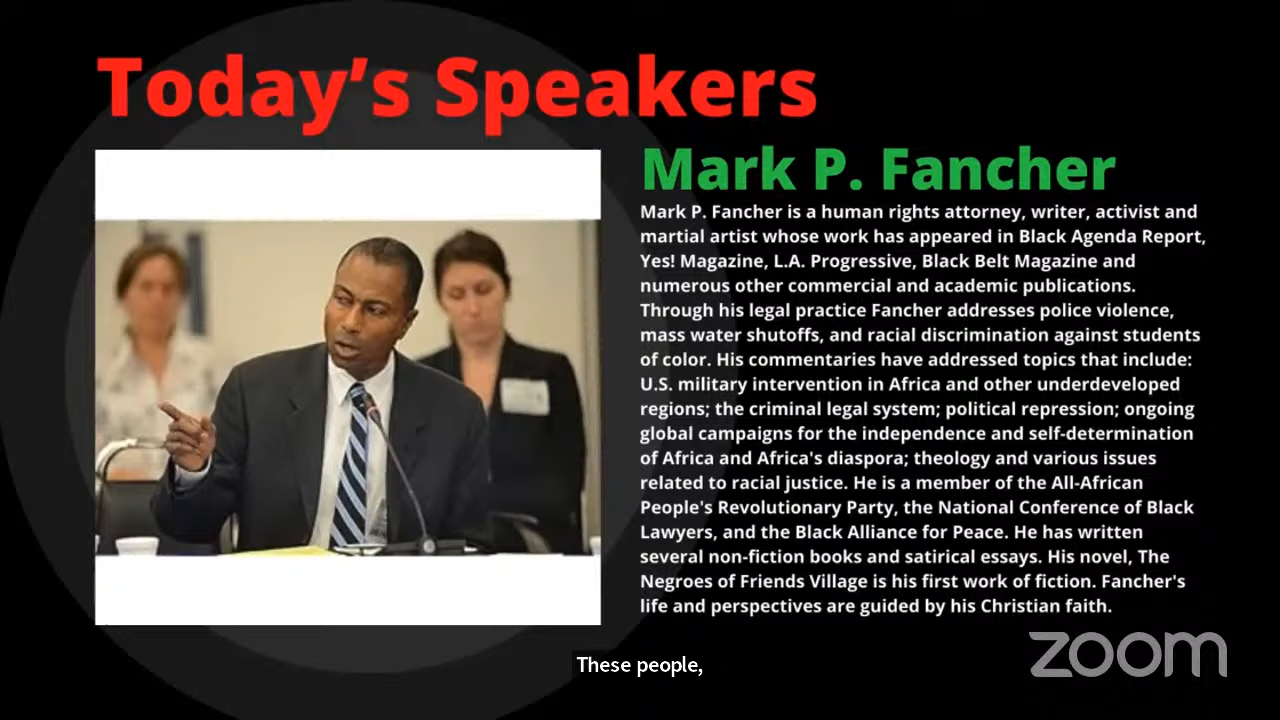 Today’s Speakers
Mark P. Fancher
Mark P. Fancher is a human rights attorney, writer, activist and
martial artist whose work has appeared in Black Agenda Report,
Yes! Magazine, L.A. Progressive, Black Belt Magazine and
numerous other commercial and academic publications.
Through his legal practice Fancher addresses police violence,
mass water shutoffs, and racial discrimination against students
of color. His commentaries have addressed topics that include:
U.S. military intervention in Africa and other underdeveloped
regions; the criminal legal system; political repression; ongoing
global campaigns for the independence and self-determination
of Africa and Africa's diaspora; theology and various issues
related to racial justice. He is a member of the All-African
People's Revolutionary Party, the National Conference of Black
Lawyers, and the Black Alliance for Peace. He has written
several non-fiction books and satirical essays. His novel, The
Negroes of Friends Village is his first work of fiction. Fancher's
life and perspectives are guided by his Christian faith.
zoom
These people,